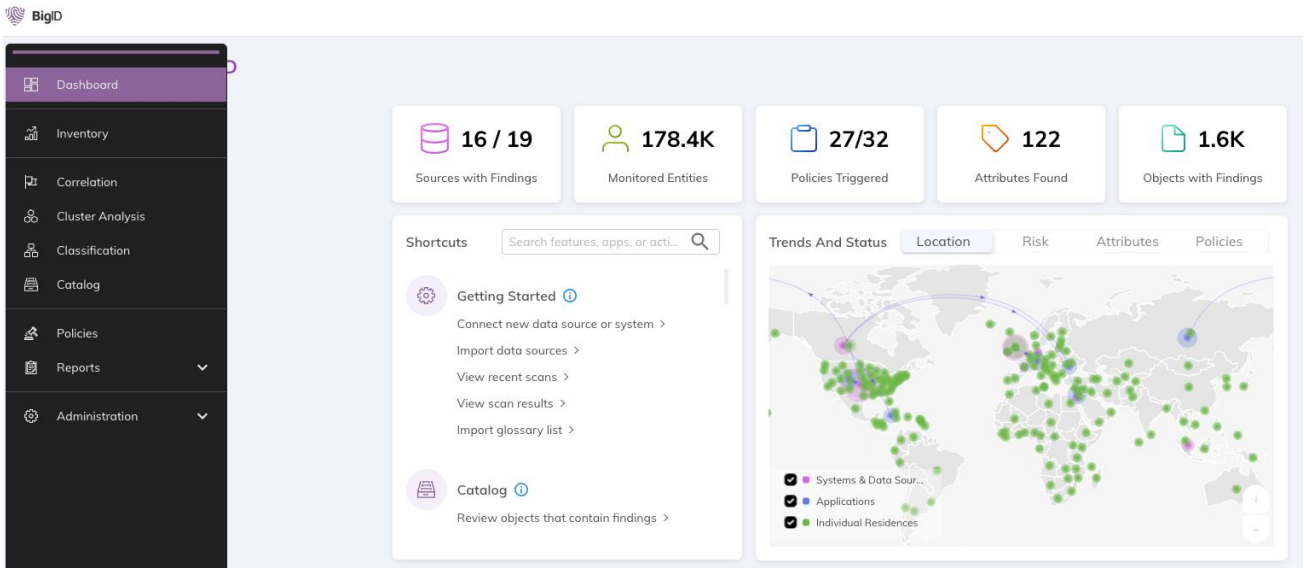 BigID
D
Dashboard
Inventory
Correlation
Cluster Analysis
Classification
Catalog
Policies
Reports
Administration
16 / 19
Sources with Findings
178.4K
Monitored Entities
27/32
Policies Triggered
122
Attributes Found
1.6K
Objects with Findings
Shortcuts
Search features, apps, or acti...
Getting Started
Connect new data source or system >
Import data sources >
View recent scans >
View scan results >
Import glossary list >
Catalog
Review objects that contain findings >
Trends And Status Location Risk Attributes Policies
Systems & Data Sour...
Applications
Individual Residences
+
-